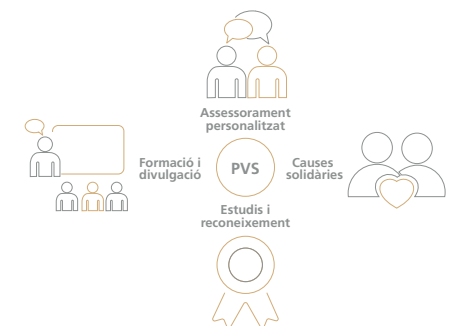 Assessorament
personalitzat
Formació i
divulgació
PVS
Causes
solidàries
Estudis i
reconeixement